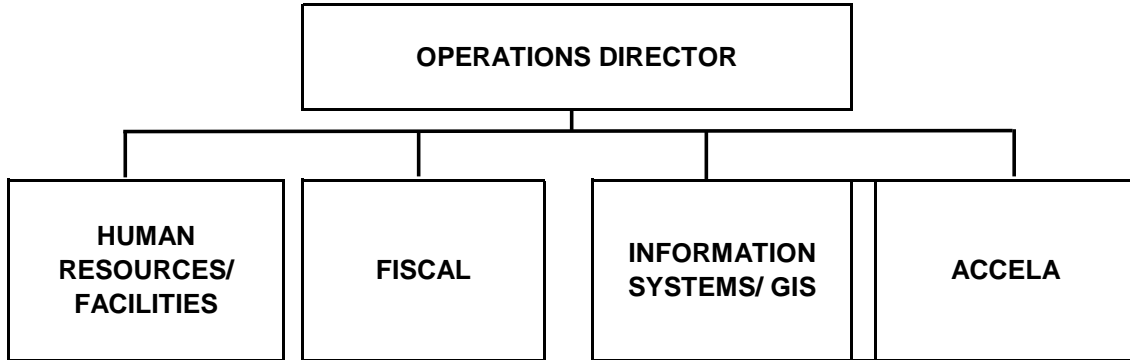 OPERATIONS DIRECTOR
HUMAN
RESOURCES/
FACILITIES
FISCAL
INFORMATION
SYSTEMS/ GIS
ACCELA